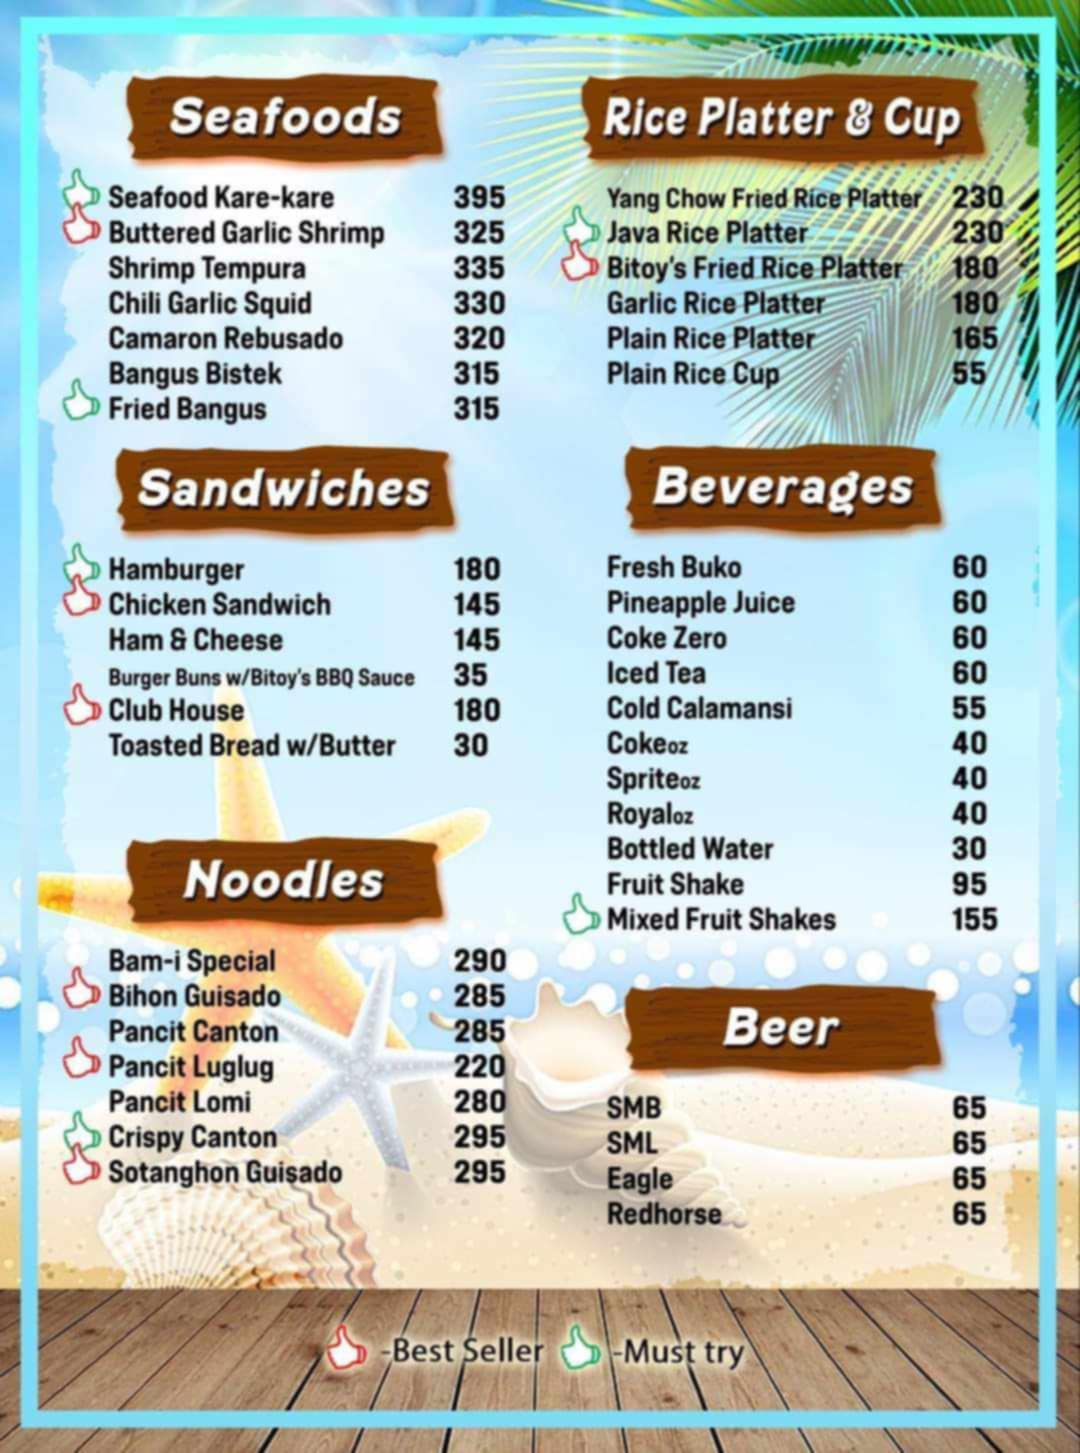 Seafoods
Seafood Kare-kare 395
Buttered Garlic Shrimp 325
Shrimp Tempura 335
Chili Garlic Squid 330
Camaron Rebusado 320
Bangus Bistek 315
Fried Bangus 315
Sandwiches
Hamburger 180
Chicken Sandwich 145
Ham & Cheese 145
Burger Buns w/Bitoy's BBQ Sauce 35
Club House 180
Toasted Bread w/Butter 30
Noodles
Bam-i Special 290
Bihon Guisado 285
Pancit Canton 285
Pancit Luglug 220
Pancit Lomi 280
Crispy Canton 295
Sotanghon Guisado 295
Rice Platter & Cup
Yang Chow Fried Rice Platter 230
Java Rice Platter 230
Bitoy's Fried Rice Platter 180
Garlic Rice Platter 180
Plain Rice Platter 165
Plain Rice Cup 55
Beverages
Fresh Buko 60
Pineapple Juice 60
Coke Zero 60
Iced Tea 60
Cold Calamansi 55
Cokeoz 40
Spriteoz 40
Royaloz 40
Bottled Water 30
Fruit Shake 95
Mixed Fruit Shakes 155
Beer
SMB 65
SML 65
Eagle 65
Redhorse 65
-Best Seller -Must try